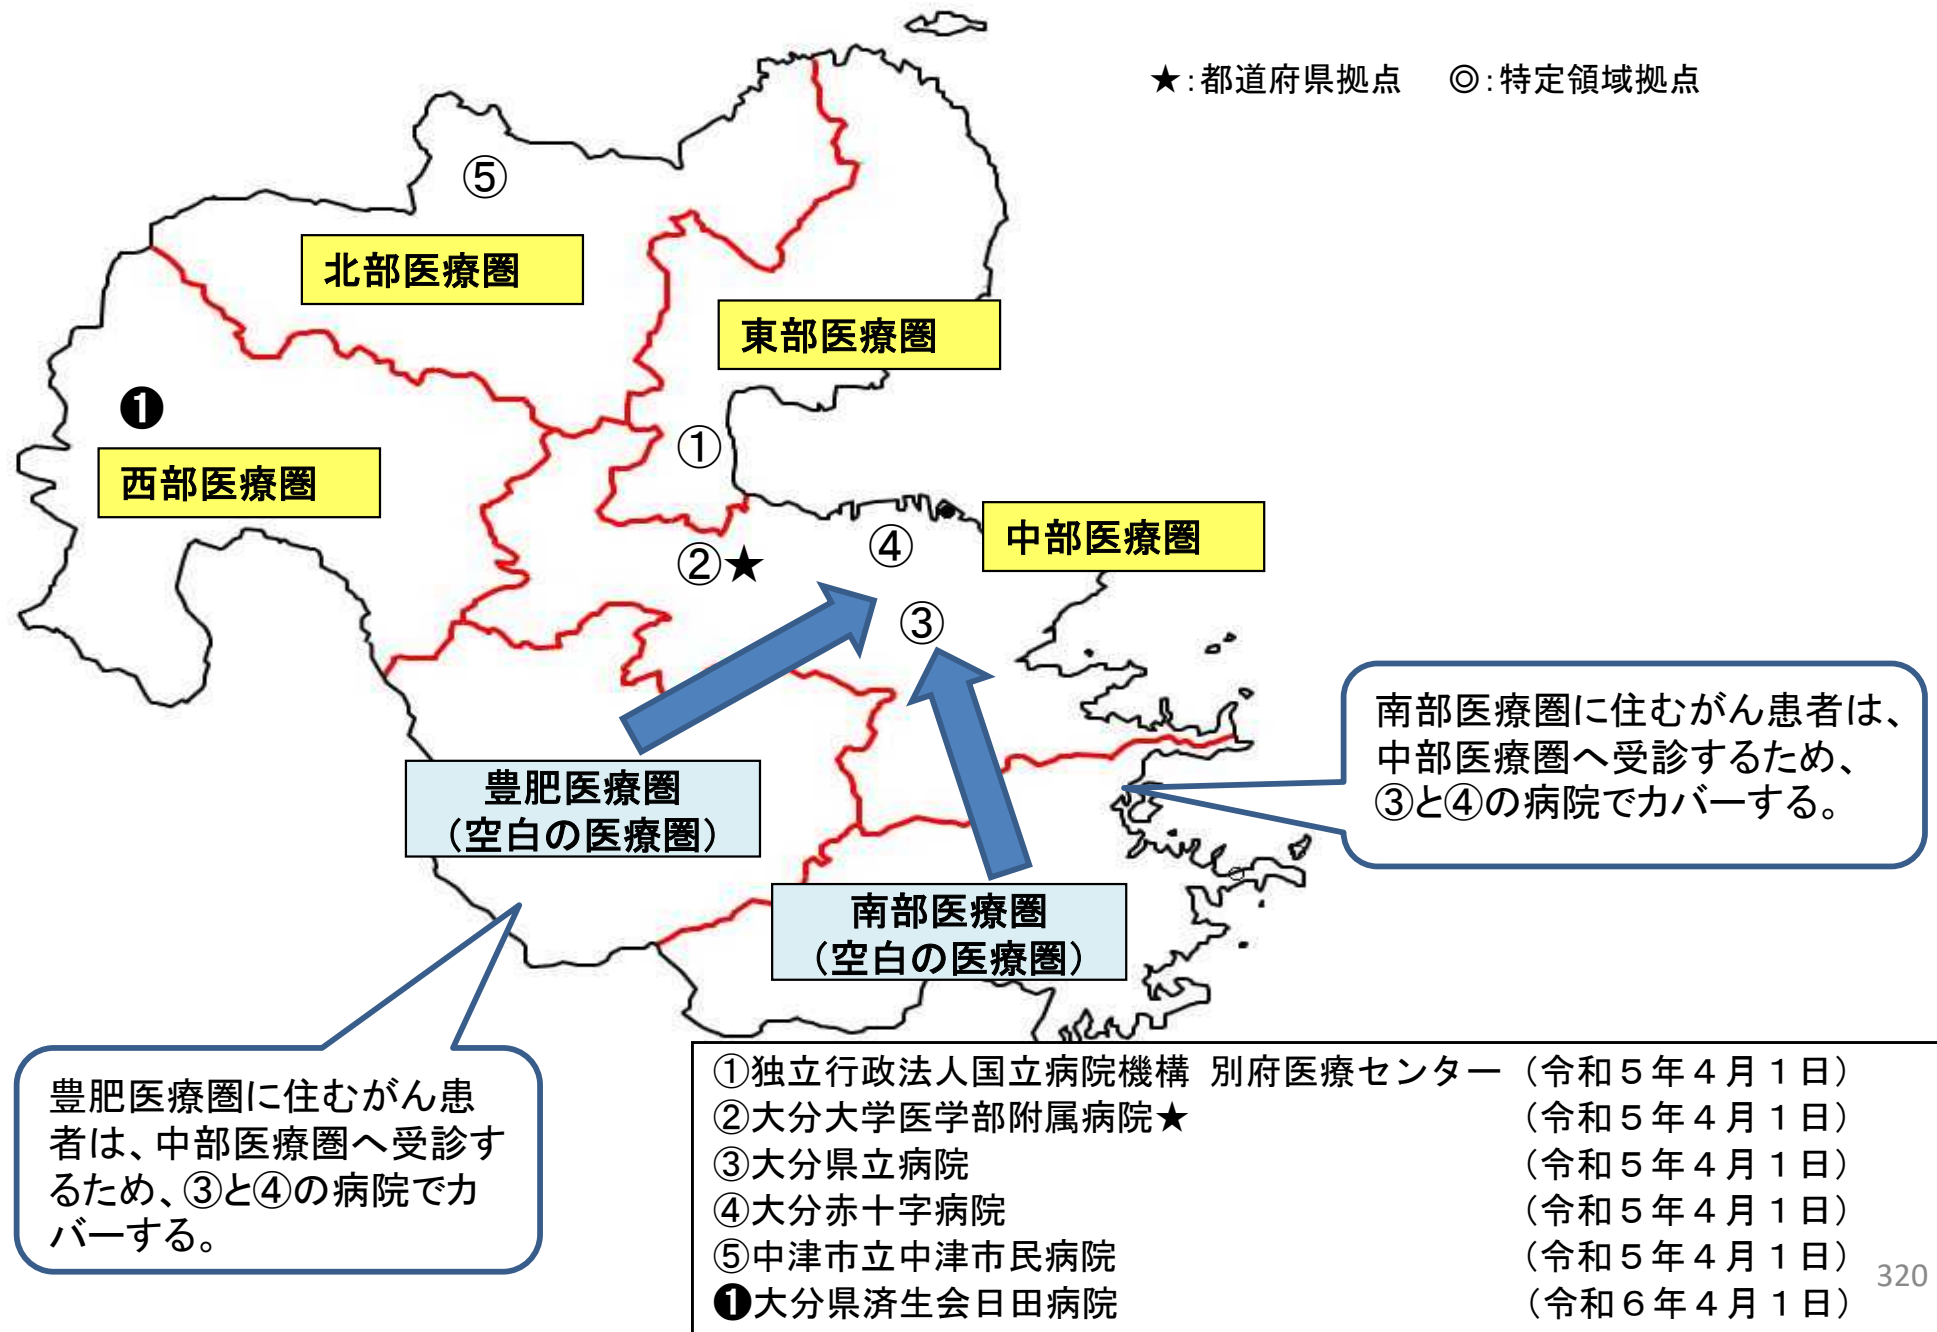 ★：都道府県拠点　◎：特定領域拠点
⑤
北部医療圏
東部医療圏
❶
西部医療圏
①
中部医療圏
④
②★
③
南部医療圏に住むがん患者は、
中部医療圏へ受診するため、
③と④の病院でカバーする。
豊肥医療圏
（空白の医療圏）
南部医療圏
（空白の医療圏）
豊肥医療圏に住むがん患
者は、中部医療圏へ受診す
るため、③と④の病院でカ
バーする。
①独立行政法人国立病院機構 別府医療センター（令和５年４月１日）
②大分大学医学部附属病院★（令和５年４月１日）
③大分県立病院（令和５年４月１日）
④大分赤十字病院（令和５年４月１日）
⑤中津市立中津市民病院（令和５年４月１日）
❶大分県済生会日田病院（令和６年４月１日）
320